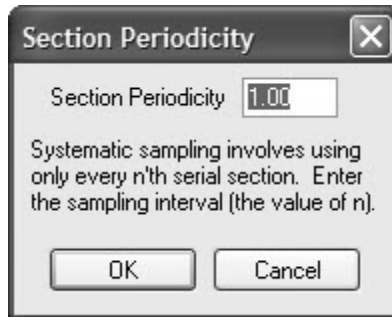 Section Periodicity
Section Periodicity 1.00
Systematic sampling involves using
only every n'th serial section. Enter
the sampling interval (the value of n).
OK Cancel